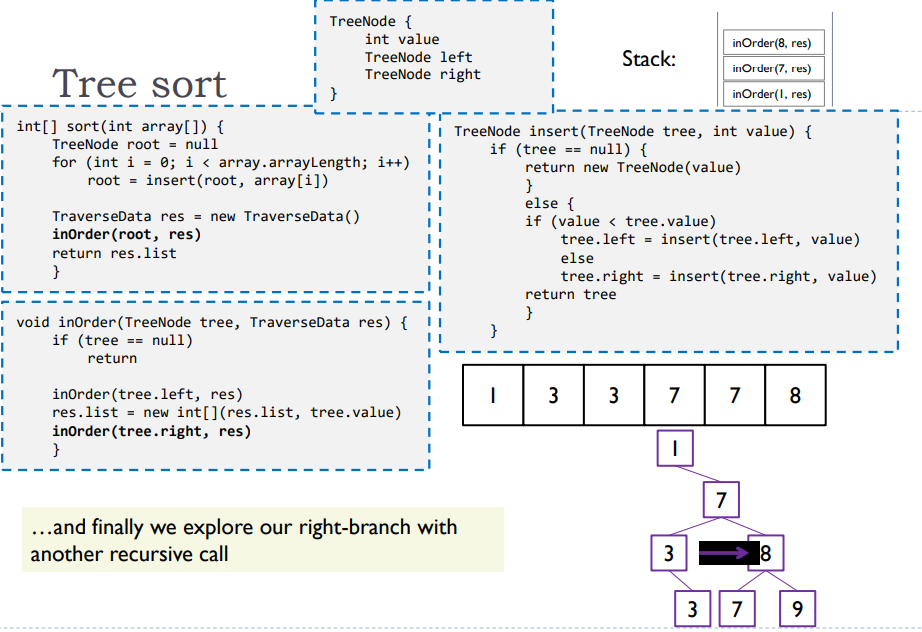 Tree sort
TreeNode {
int value
TreeNode left
TreeNode right
}
Stack:
inOrder(8, res)
inOrder(7, res)
inOrder(1, res)
int[] sort(int array[]) {
TreeNode root = null
for (int i = 0; i < array.arrayLength; i++)
root = insert(root, array[i])
TraverseData res = new TraverseData()
inOrder(root, res)
return res.list
}
TreeNode insert(TreeNode tree, int value) {
if (tree == null) {
return new TreeNode(value)
}
else {
if (value < tree.value)
tree.left = insert(tree.left, value)
else
tree.right = insert(tree.right, value)
return tree
}
}
void inOrder(TreeNode tree, TraverseData res) {
if (tree == null)
return
inOrder(tree.left, res)
res.list = new int[](res.list, tree.value)
inOrder(tree.right, res)
}
1 3 3 7 7 8
1
7
3 8
3 7 9
…and finally we explore our right-branch with
another recursive call